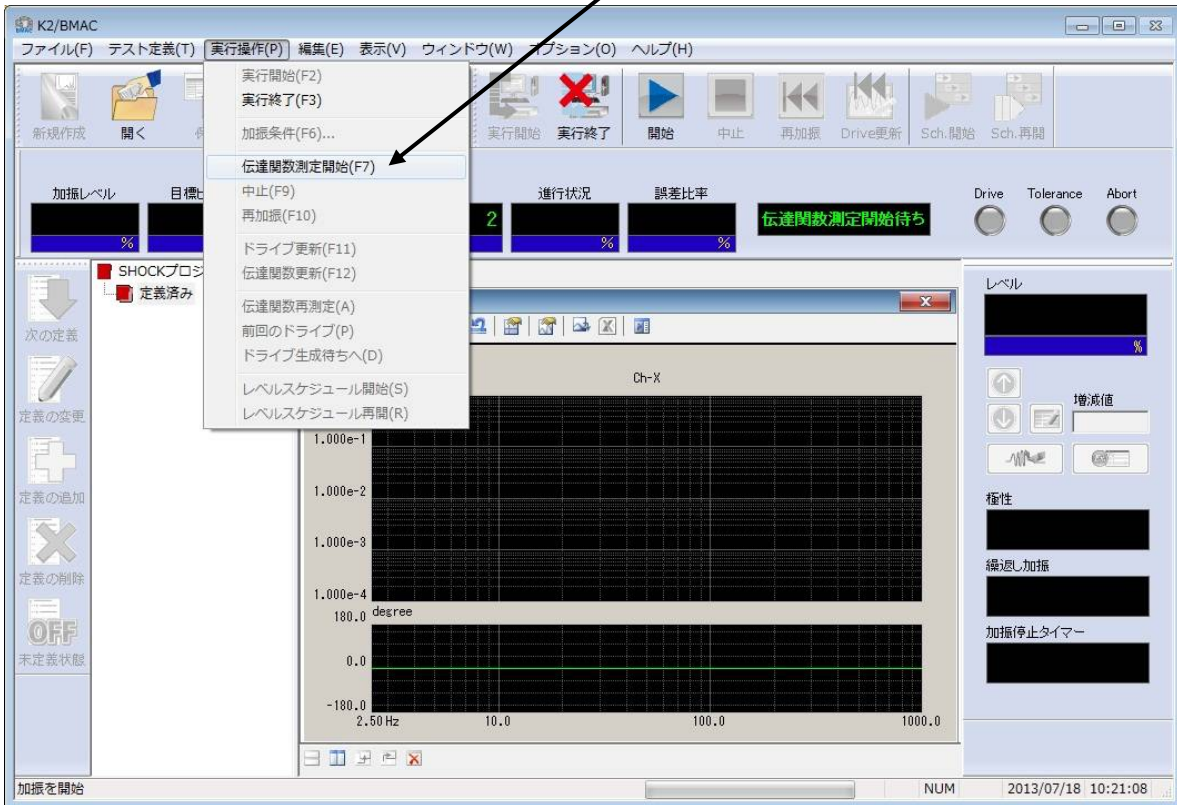 K2/BMAC
ファイル(F) テスト定義(T) 実行操作(P) 編集(E) 表示(V) ウィンドウ(W) オプション(O) ヘルプ(H)
実行開始(F2)
実行終了(F3)
加振条件(F6)...
伝達関数測定開始(F7)
中止(F9)
再加振(F10)
ドライブ更新(F11)
伝達関数更新(F12)
伝達関数再測定(A)
前回のドライブ(P)
ドライブ生成待ちへ(D)
レベルスケジュール開始(S)
レベルスケジュール再開(R)
新規作成 開く 実行開始 実行終了 開始 中止 再加振 Drive更新 Sch.開始 Sch.再開
加振レベル 進行状況 誤差比率 Drive Tolerance Abort
2 伝達関数測定開始待ち
% % %
定義済み
次の定義
定義の変更
定義の追加
定義の削除
OFF
未定義状態
Ch-X
1.000e-1
1.000e-2
1.000e-3
1.000e-4
180.0 degree
0.0
-180.0
2.50 Hz 10.0 100.0 1000.0
レベル
%
増減値
極性
繰返し加振
加振停止タイマー
加振を開始 NUM 2013/07/18 10:21:08